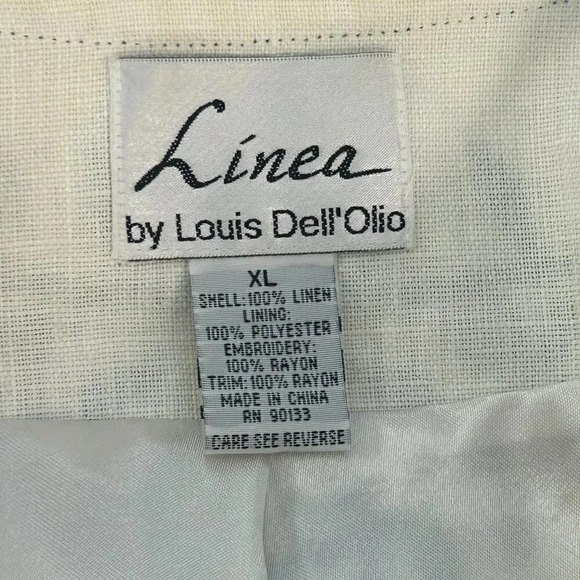 Linea
by Louis Dell'Olio
XL
SHELL:100% LINEN
LINING:
100% POLYESTER
EMBROIDERY:
100% RAYON
TRIM:100% RAYON
MADE IN CHINA
RN 90133
CARE SEE REVERSE